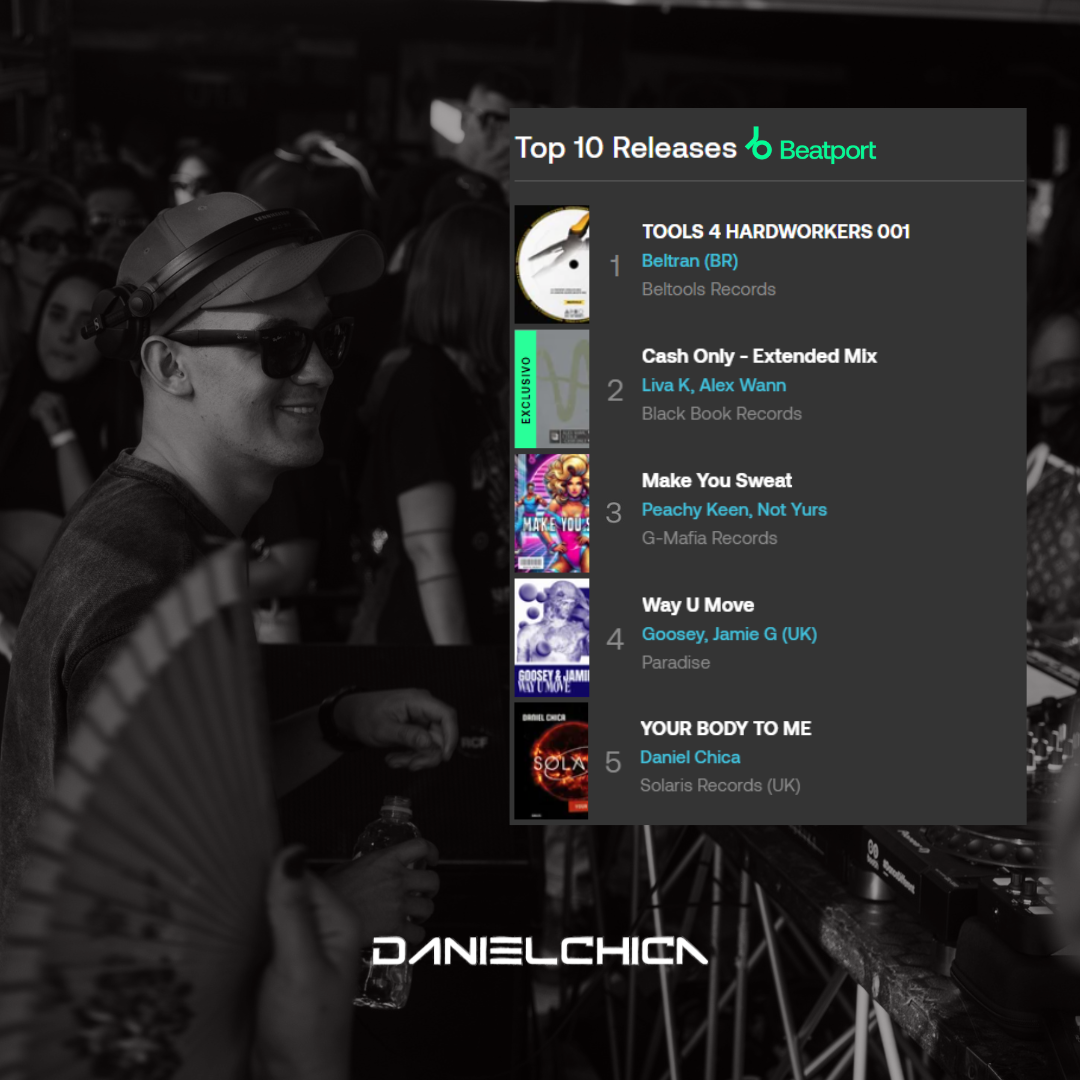 Top 10 Releases Beatport
1
TOOLS 4 HARDWORKERS 001
Beltran (BR)
Beltools Records
EXCLUSIVO
2
Cash Only - Extended Mix
Liva K, Alex Wann
Black Book Records
MAKE YOU S
3
Make You Sweat
Peachy Keen, Not Yurs
G-Mafia Records
GOOSEY & JAMI
WAY U MOVE
4
Way U Move
Goosey, Jamie G (UK)
Paradise
DANIEL CHICA
SOLA
5
YOUR BODY TO ME
Daniel Chica
Solaris Records (UK)
RCF
DANIELCHICA